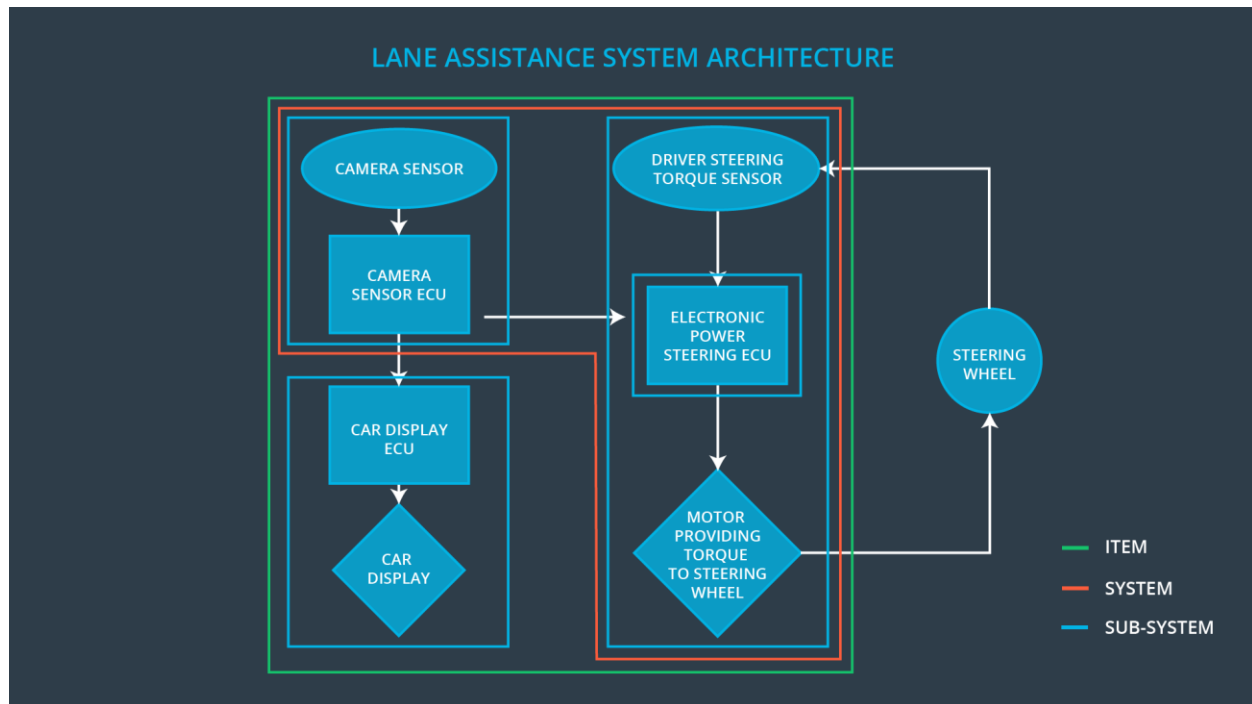 LANE ASSISTANCE SYSTEM ARCHITECTURE
CAMERA SENSOR
CAMERA
SENSOR ECU
CAR DISPLAY
ECU
CAR
DISPLAY
DRIVER STEERING
TORQUE SENSOR
ELECTRONIC
POWER
STEERING ECU
MOTOR
PROVIDING
TORQUE
TO STEERING
WHEEL
STEERING
WHEEL
ITEM
SYSTEM
SUB-SYSTEM